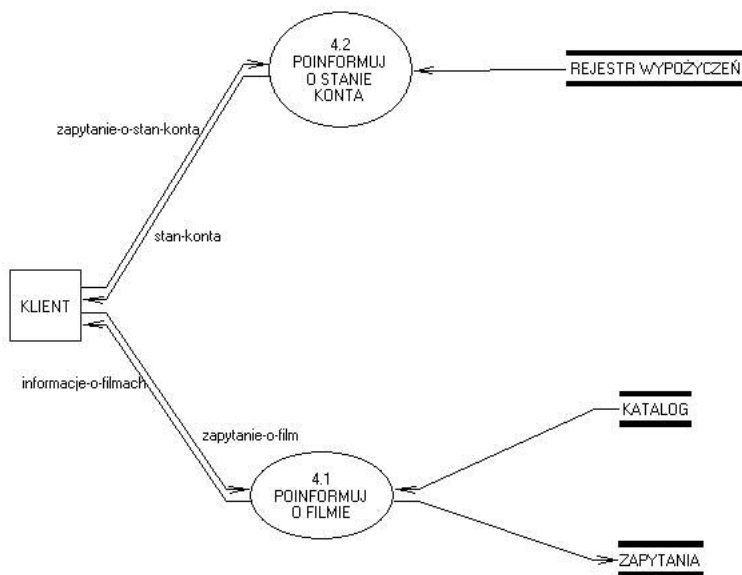 4.2
POINFORMUJ
O STANIE
KONTA
REJESTR WYPOŻYCZEŃ
zapytanie-o-stan-konta
stan-konta
KLIENT
informacje-o-filmach
zapytanie-o-film
KATALOG
4.1
POINFORMUJ
O FILMIE
ZAPYTANIA